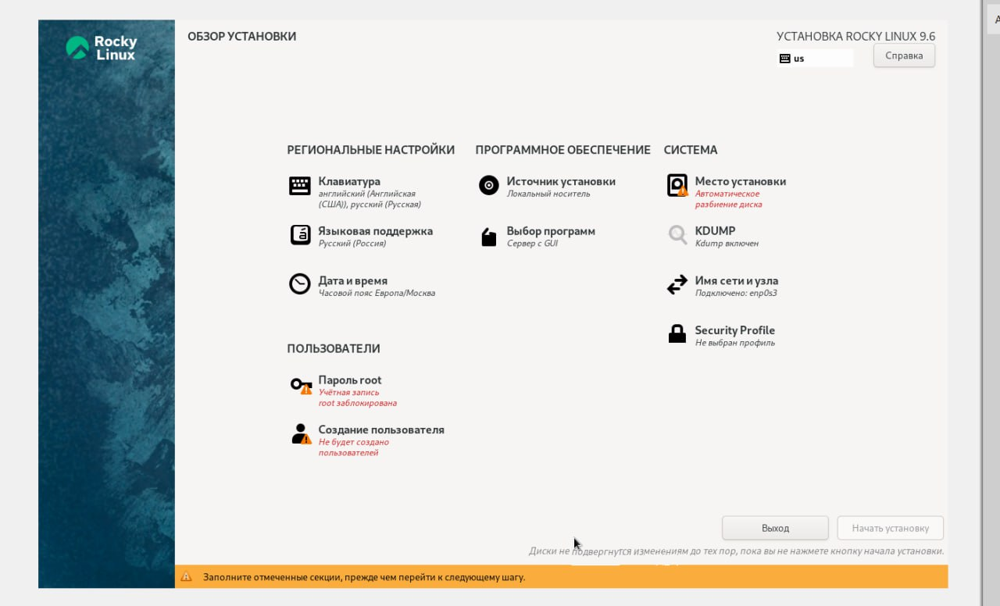 Rocky
Linux
ОБЗОР УСТАНОВКИ
УСТАНОВКА ROCKY LINUX 9.6
us
Справка
РЕГИОНАЛЬНЫЕ НАСТРОЙКИ
Клавиатура
английский (Английская
(США)), русский (Русская)
Языковая поддержка
Русский (Россия)
Дата и время
Часовой пояс Европа/Москва
ПРОГРАММНОЕ ОБЕСПЕЧЕНИЕ
Источник установки
Локальный носитель
Выбор программ
Сервер с GUI
СИСТЕМА
Место установки
Автоматическое
разбиение диска
KDUMP
Kdump включен
Имя сети и узла
Подключено: enp0s3
Security Profile
Не выбран профиль
ПОЛЬЗОВАТЕЛИ
Пароль root
Учётная запись
root заблокирована
Создание пользователя
Не будет создано
пользователей
Выход
Начать установку
Диски не подвергнутся изменениям до тех пор, пока вы не нажмете кнопку начала установки.
Заполните отмеченные секции, прежде чем перейти к следующему шагу.